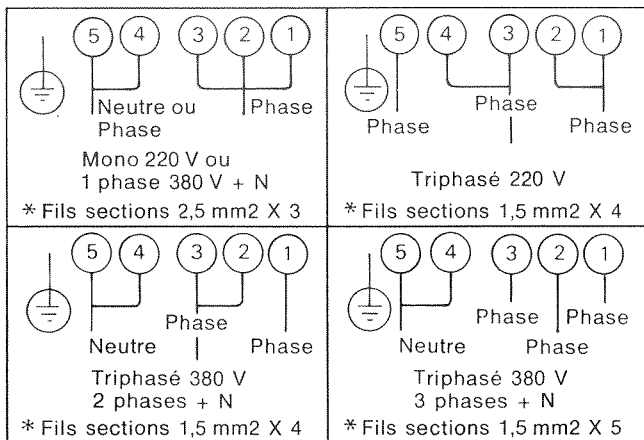 5 4 3 2 1
Neutre ou
Phase
Phase
Mono 220 V ou
1 phase 380 V + N
* Fils sections 2,5 mm2 X 3
5 4 3 2 1
Phase
Phase
Phase
Triphasé 220 V
* Fils sections 1,5 mm2 X 4
5 4 3 2 1
Phase
Neutre Phase
Triphasé 380 V
2 phases + N
* Fils sections 1,5 mm2 X 4
5 4 3 2 1
Phase Phase
Neutre Phase
Triphasé 380 V
3 phases + N
* Fils sections 1,5 mm2 X 5